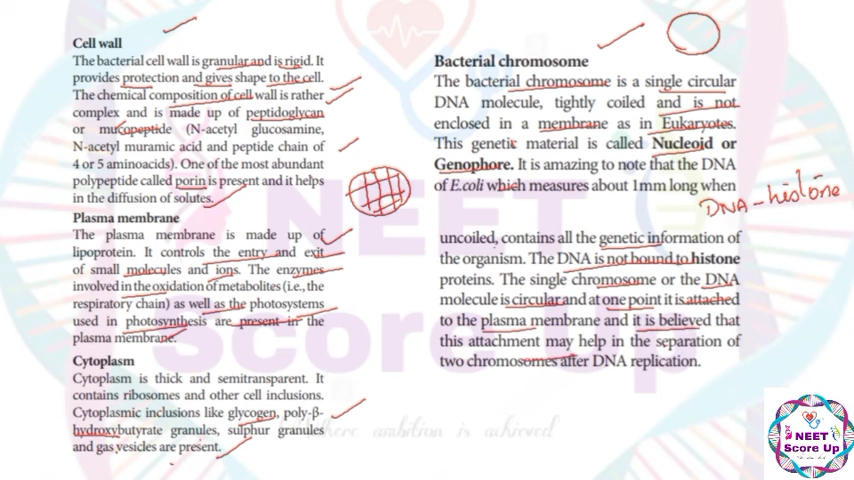 Cell wall
The bacterial cell wall is granular and is rigid. It
provides protection and gives shape to the cell.
The chemical composition of cell wall is rather
complex and is made up of peptidoglycan
or mucopeptide (N-acetyl glucosamine,
N-acetyl muramic acid and peptide chain of
4 or 5 aminoacids). One of the most abundant
polypeptide called porin is present and it helps
in the diffusion of solutes.
Plasma membrane
The plasma membrane is made up of
lipoprotein. It controls the entry and exit
of small molecules and ions. The enzymes
involved in the oxidation of metabolites (i.e., the
respiratory chain) as well as the photosystems
used in photosynthesis are present in the
plasma membrane.
Cytoplasm
Cytoplasm is thick and semitransparent. It
contains ribosomes and other cell inclusions.
Cytoplasmic inclusions like glycogen, poly-β-
hydroxybutyrate granules, sulphur granules
and gas vesicles are present.
Bacterial chromosome
The bacterial chromosome is a single circular
DNA molecule, tightly coiled and is not
enclosed in a membrane as in Eukaryotes.
This genetic material is called Nucleoid or
Genophore. It is amazing to note that the DNA
of E.coli which measures about 1mm long when
DNA - histone
uncoiled, contains all the genetic information of
the organism. The DNA is not bound to histone
proteins. The single chromosome or the DNA
molecule is circular and at one point it is attached
to the plasma membrane and it is believed that
this attachment may help in the separation of
two chromosomes after DNA replication.
NEET
Score Up
Where ambition is achieved
NEET
Score Up